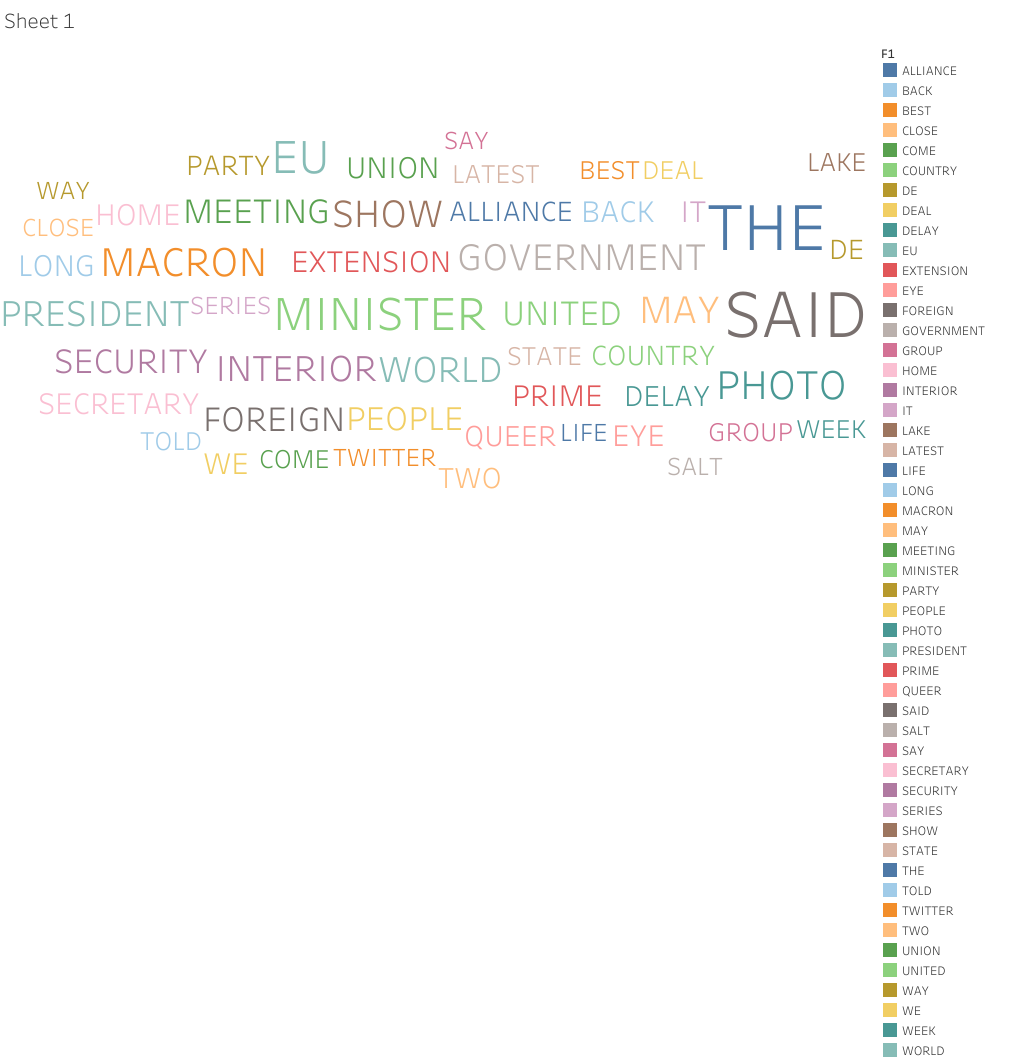 Sheet 1
SAY
PARTY EU UNION LATEST BEST DEAL LAKE
WAY
CLOSE HOME MEETING SHOW ALLIANCE BACK IT THE
DE
LONG MACRON EXTENSION GOVERNMENT
PRESIDENT SERIES MINISTER UNITED MAY SAID
SECURITY INTERIOR WORLD STATE COUNTRY
PRIME DELAY PHOTO
SECRETARY FOREIGN PEOPLE
TOLD QUEER LIFE EYE GROUP WEEK
WE COME TWITTER
TWO SALT
F1
ALLIANCE
BACK
BEST
CLOSE
COME
COUNTRY
DE
DEAL
DELAY
EU
EXTENSION
EYE
FOREIGN
GOVERNMENT
GROUP
HOME
INTERIOR
IT
LAKE
LATEST
LIFE
LONG
MACRON
MAY
MEETING
MINISTER
PARTY
PEOPLE
PHOTO
PRESIDENT
PRIME
QUEER
SAID
SALT
SAY
SECRETARY
SECURITY
SERIES
SHOW
STATE
THE
TOLD
TWITTER
TWO
UNION
UNITED
WAY
WE
WEEK
WORLD